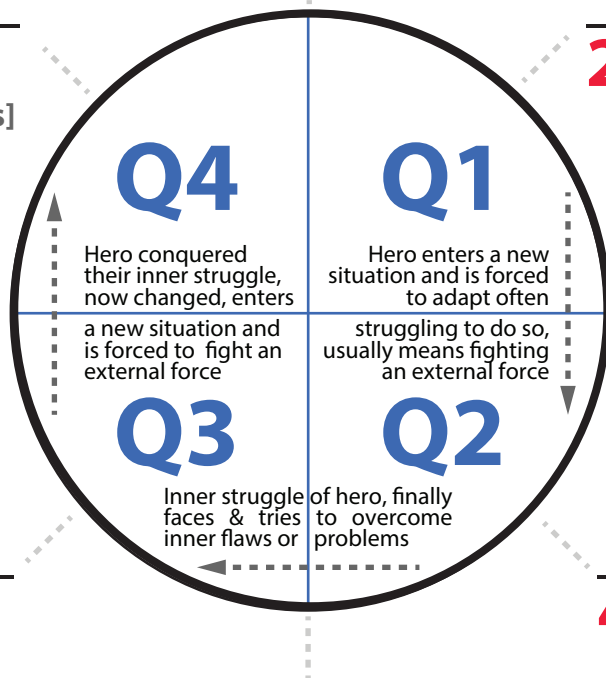 2
s]
Q4
Q1
Hero conquered
their inner struggle,
now changed, enters
a new situation and
is forced to fight an
external force
Hero enters a new
situation and is forced
to adapt often
struggling to do so,
usually means fighting
an external force
Q3
Q2
Inner struggle of hero, finally
faces & tries to overcome
inner flaws or problems
4